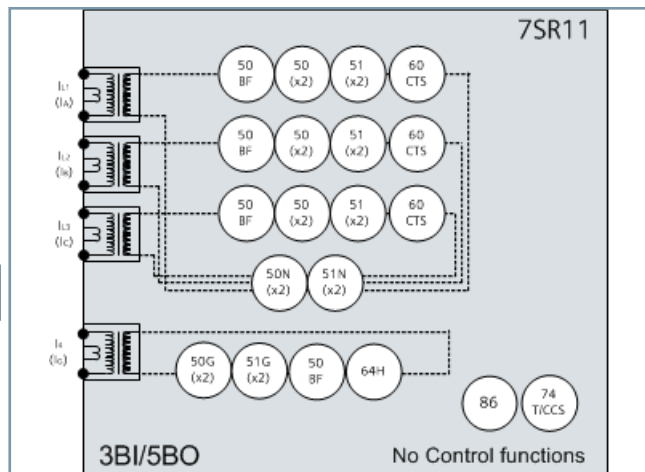 7SR11
50 BF
50 (x2)
51 (x2)
60 CTS
IL1 (IA)
50 BF
50 (x2)
51 (x2)
60 CTS
IL2 (IB)
50 BF
50 (x2)
51 (x2)
60 CTS
IL3 (IC)
50N (x2)
51N (x2)
I4 (IG)
50G (x2)
51G (x2)
50 BF
64H
86
74 T/CCS
3BI/5BO
No Control functions